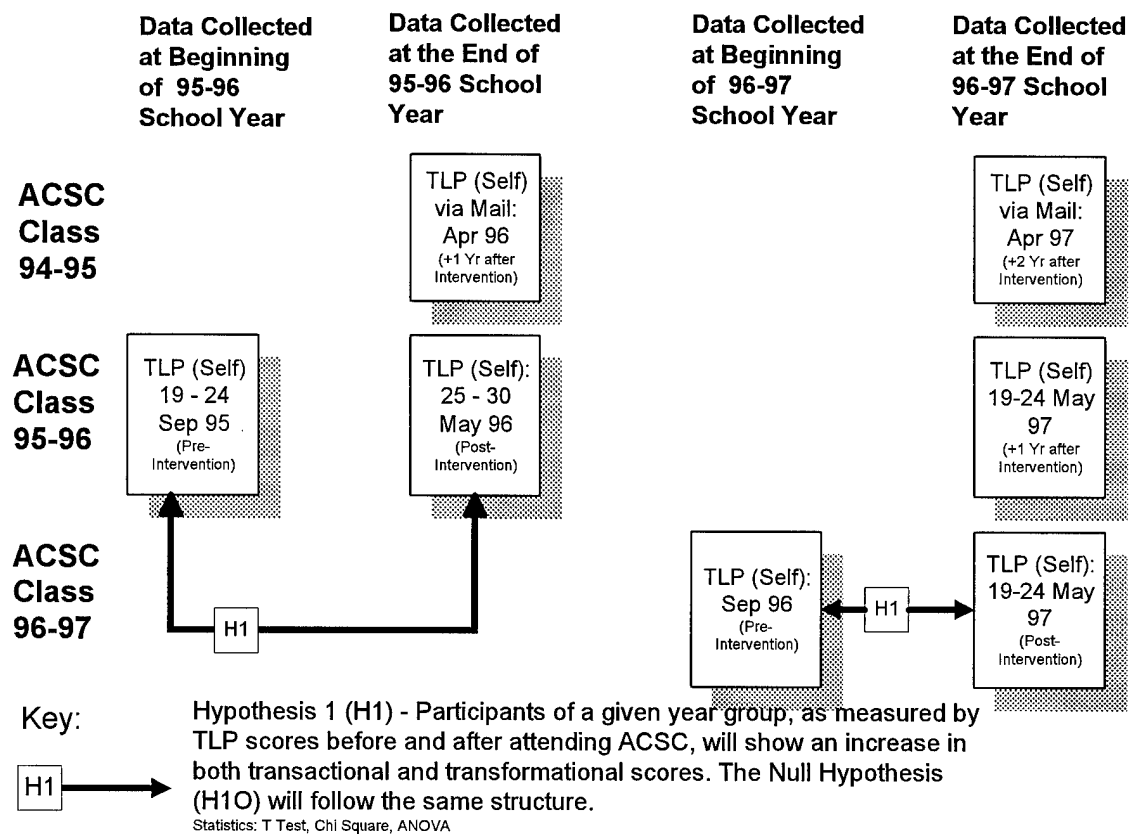 Data Collected
at Beginning
of 95-96
School Year
Data Collected
at the End of
95-96 School
Year
Data Collected
at Beginning
of 96-97
School Year
Data Collected
at the End of
96-97 School
Year
ACSC
Class
94-95
TLP (Self)
via Mail:
Apr 96
(+1 Yr after
Intervention)
TLP (Self)
via Mail:
Apr 97
(+2 Yr after
Intervention)
ACSC
Class
95-96
TLP (Self)
19 - 24
Sep 95
(Pre-
Intervention)
TLP (Self):
25 - 30
May 96
(Post-
Intervention)
TLP (Self)
19-24 May
97
(+1 Yr after
Intervention)
ACSC
Class
96-97
H1
TLP (Self):
Sep 96
(Pre-
Intervention)
H1
TLP (Self):
19-24 May
97
(Post-
Intervention)
Key:
H1
Hypothesis 1 (H1) - Participants of a given year group, as measured by
TLP scores before and after attending ACSC, will show an increase in
both transactional and transformational scores. The Null Hypothesis
(H1O) will follow the same structure.
Statistics: T Test, Chi Square, ANOVA